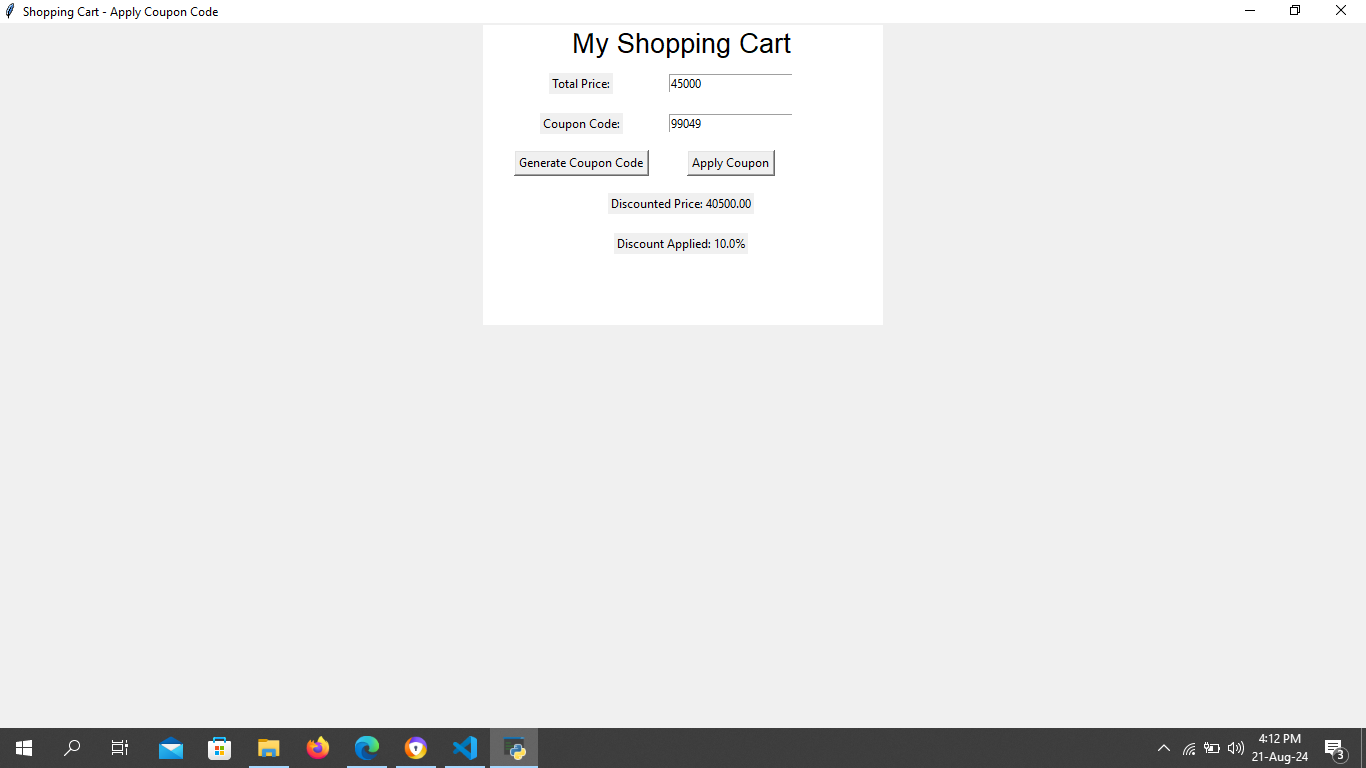 Shopping Cart - Apply Coupon Code
My Shopping Cart
Total Price: 45000
Coupon Code: 99049
Generate Coupon Code Apply Coupon
Discounted Price: 40500.00
Discount Applied: 10.0%
4:12 PM
21-Aug-24
3